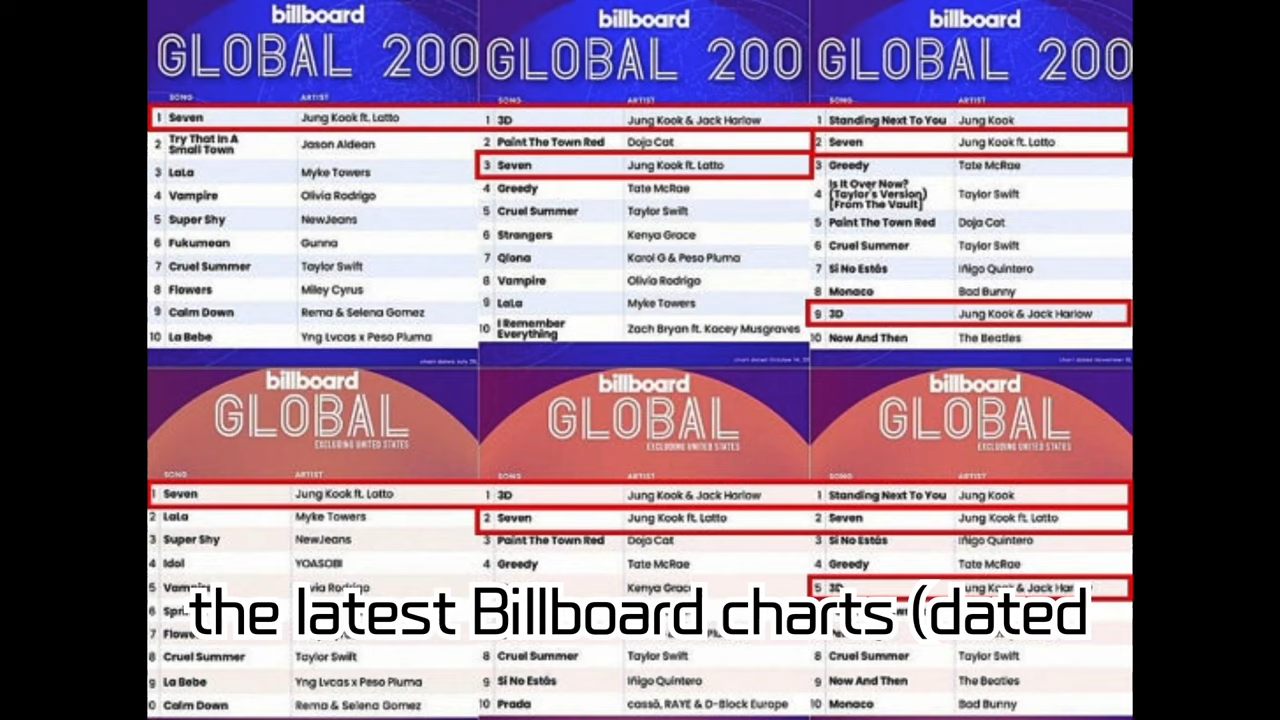 billboard
GLOBAL 200
SONG ARTIST
1 Seven Jung Kook ft. Latto
2 Try That In A Small Town Jason Aldean
3 LaLa Myke Towers
4 Vampire Olivia Rodrigo
5 Super Shy NewJeans
6 Fukumean Gunna
7 Cruel Summer Taylor Swift
8 Flowers Miley Cyrus
9 Calm Down Rema & Selena Gomez
10 La Bebe Yng Lvcas x Peso Pluma
billboard
GLOBAL 200
SONG ARTIST
1 3D Jung Kook & Jack Harlow
2 Paint The Town Red Doja Cat
3 Seven Jung Kook ft. Latto
4 Greedy Tate McRae
5 Cruel Summer Taylor Swift
6 Strangers Kenya Grace
7 Qlona Karol G & Peso Pluma
8 Vampire Olivia Rodrigo
9 LaLa Myke Towers
10 I Remember Everything Zach Bryan ft. Kacey Musgraves
billboard
GLOBAL 200
SONG ARTIST
1 Standing Next To You Jung Kook
2 Seven Jung Kook ft. Latto
3 Greedy Tate McRae
4 Is It Over Now? (Taylor's Version) [From The Vault] Taylor Swift
5 Paint The Town Red Doja Cat
6 Cruel Summer Taylor Swift
7 Si No Estás Iñigo Quintero
8 Monaco Bad Bunny
9 3D Jung Kook & Jack Harlow
10 Now And Then The Beatles
billboard
GLOBAL
EXCLUDING UNITED STATES
SONG ARTIST
1 Seven Jung Kook ft. Latto
2 LaLa Myke Towers
3 Super Shy NewJeans
4 Idol YOASOBI
5
6
7
8 Cruel Summer Taylor Swift
9 La Bebe Yng Lvcas x Peso Pluma
0 Calm Down Rema & Selena Gomez
billboard
GLOBAL
EXCLUDING UNITED STATES
SONG ARTIST
1 3D Jung Kook & Jack Harlow
2 Seven Jung Kook ft. Latto
3 Paint The Town Red Doja Cat
4 Greedy Tate McRae
Kenya
8 Cruel Summer Taylor Swift
9 Si No Estás Iñigo Quintero
10 Prada cassö, RAYE & D-Block Europe
billboard
GLOBAL
EXCLUDING UNITED STATES
SONG ARTIST
1 Standing Next To You Jung Kook
2 Seven Jung Kook ft. Latto
3 Si No Estás Iñigo Quintero
4 Greedy Tate McRae
5 3D
8 Cruel Summer Taylor Swift
9 Now And Then The Beatles
10 Monaco Bad Bunny
the latest Billboard charts (dated